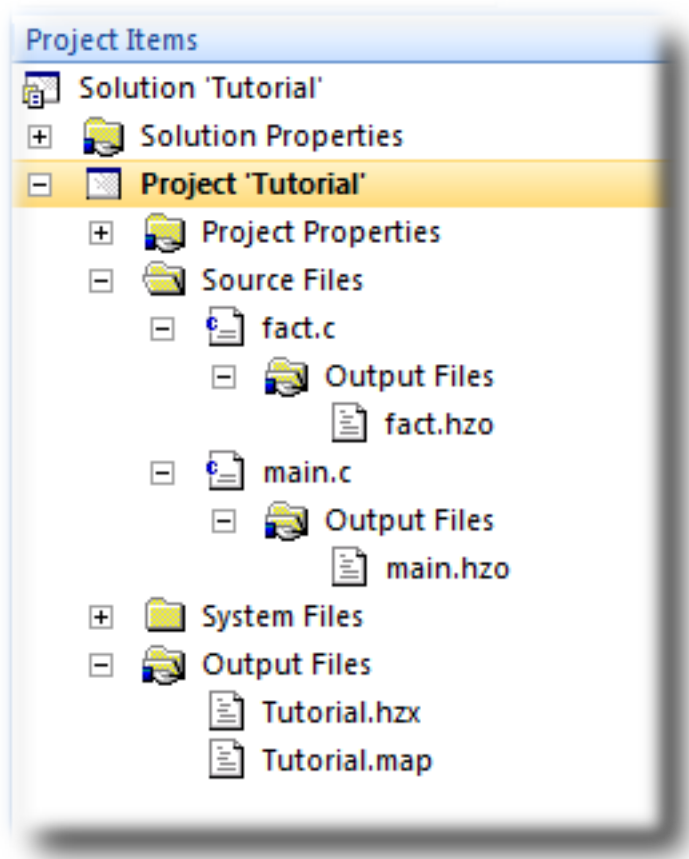 Project Items
Solution 'Tutorial'
Solution Properties
Project 'Tutorial'
Project Properties
Source Files
fact.c
Output Files
fact.hzo
main.c
Output Files
main.hzo
System Files
Output Files
Tutorial.hzx
Tutorial.map